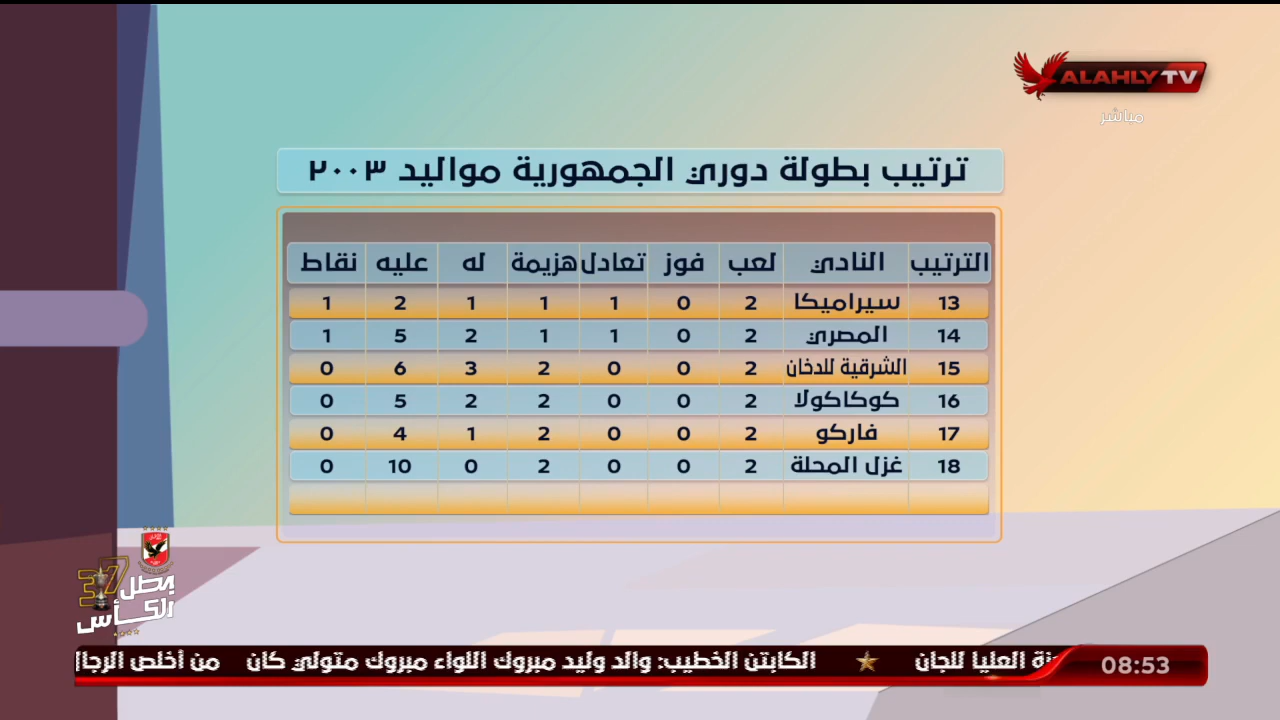 ALAHLY TV
مباشر
ترتيب بطولة دوري الجمهورية مواليد ٢٠٠٣
الترتيب النادي لعب فوز تعادل هزيمة له عليه نقاط
13 سيراميكا 2 0 1 1 1 2 1
14 المصري 2 0 1 1 2 5 1
15 الشرقية للدخان 2 0 0 2 3 6 0
16 كوكاكولا 2 0 0 2 2 5 0
17 فاركو 2 0 0 2 1 4 0
18 غزل المحلة 2 0 0 2 0 10 0
37
بطل
الكأس
08:53
العليا للجان ★ الكابتن الخطيب: والد وليد مبروك اللواء مبروك متولي كان من أخلص